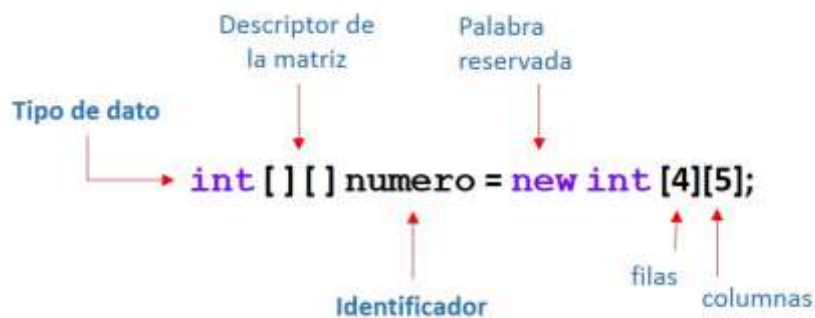 Descriptor de
la matriz
Palabra
reservada
Tipo de dato
int[][]numero = new int [4][5];
filas
columnas
Identificador